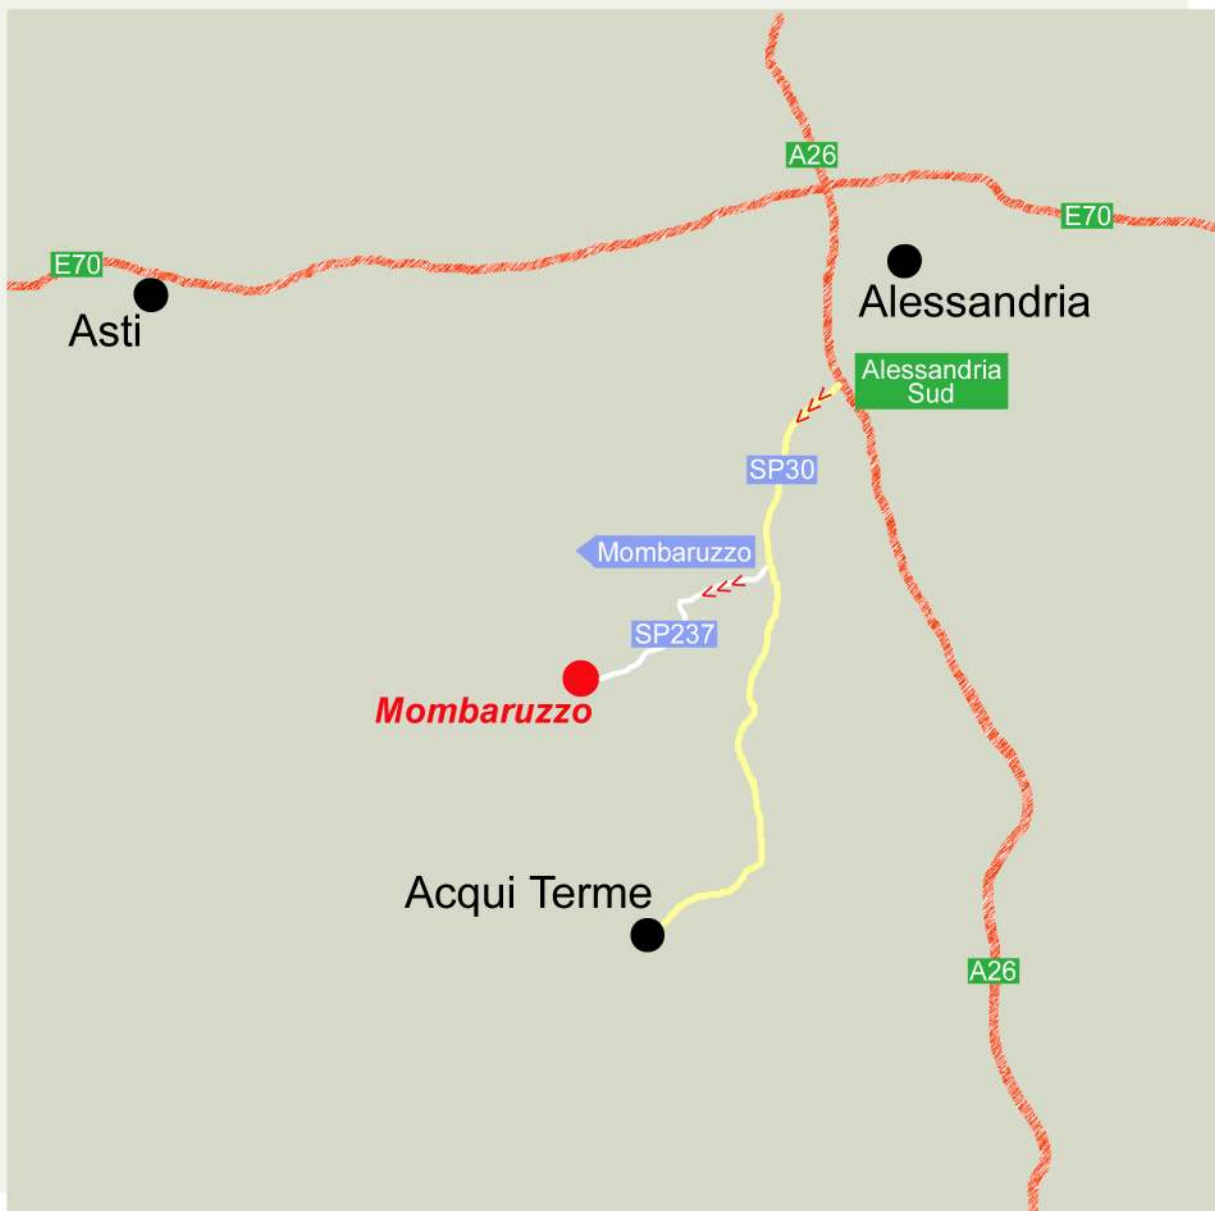 A26
E70
E70
Alessandria
Asti
Alessandria
Sud
SP30
Mombaruzzo
SP237
Mombaruzzo
Acqui Terme
A26